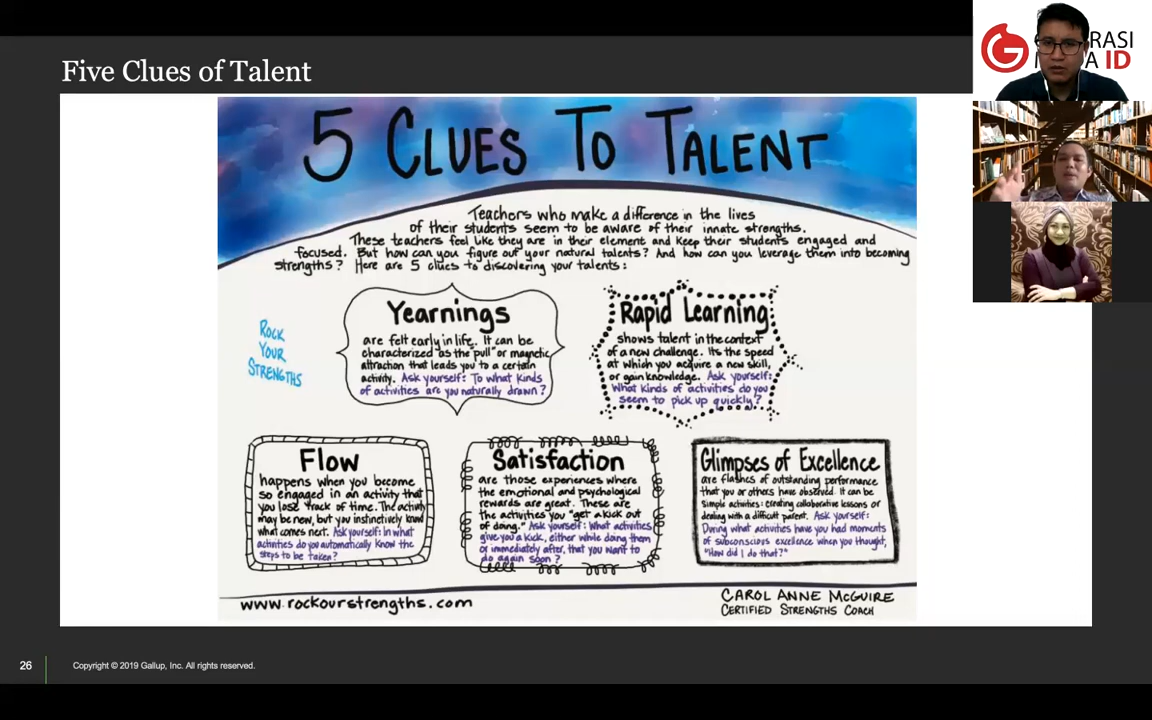 Five Clues of Talent
5 CLUES TO TALENT
Teachers who make a difference in the lives
of their students seem to be aware of their innate strengths.
These teachers feel like they are in their element and keep their students engaged and
focused. But how can you figure out your natural talents? And how can you leverage them into becoming
strengths? Here are 5 clues to discovering your talents:
ROCK
YOUR
STRENGTHS
Yearnings
are felt early in life. It can be
characterized as the "pull" or magnetic
attraction that leads you to a certain
activity. Ask yourself: To what kinds
of activities are you naturally drawn?
Rapid Learning
shows talent in the context
of a new challenge. Its the speed
at which you acquire a new skill,
or gain knowledge. Ask yourself:
What kinds of activities do you
seem to pick up quickly?
Flow
happens when you become
so engaged in an activity that
you lose track of time. The activity
may be new, but you instinctively know
what comes next. Ask yourself: In what
activities do you automatically know the
steps to be taken?
Satisfaction
are those experiences where
the emotional and psychological
rewards are great. These are
the activities you "get a kick out
of doing." Ask yourself: What activities
give you a kick, either while doing them
or immediately after, that you want to
do again soon?
Glimpses of Excellence
are flashes of outstanding performance
that you or others have observed. It can be
simple activities: creating collaborative lessons or
dealing with a difficult parent. Ask yourself:
During what activities have you had moments
of subconscious excellence when you thought,
"How did I do that?"
www.rockourstrengths.com
CAROL ANNE McGUIRE
CERTIFIED STRENGTHS COACH
26
Copyright © 2019 Gallup, Inc. All rights reserved.
RASI
ID